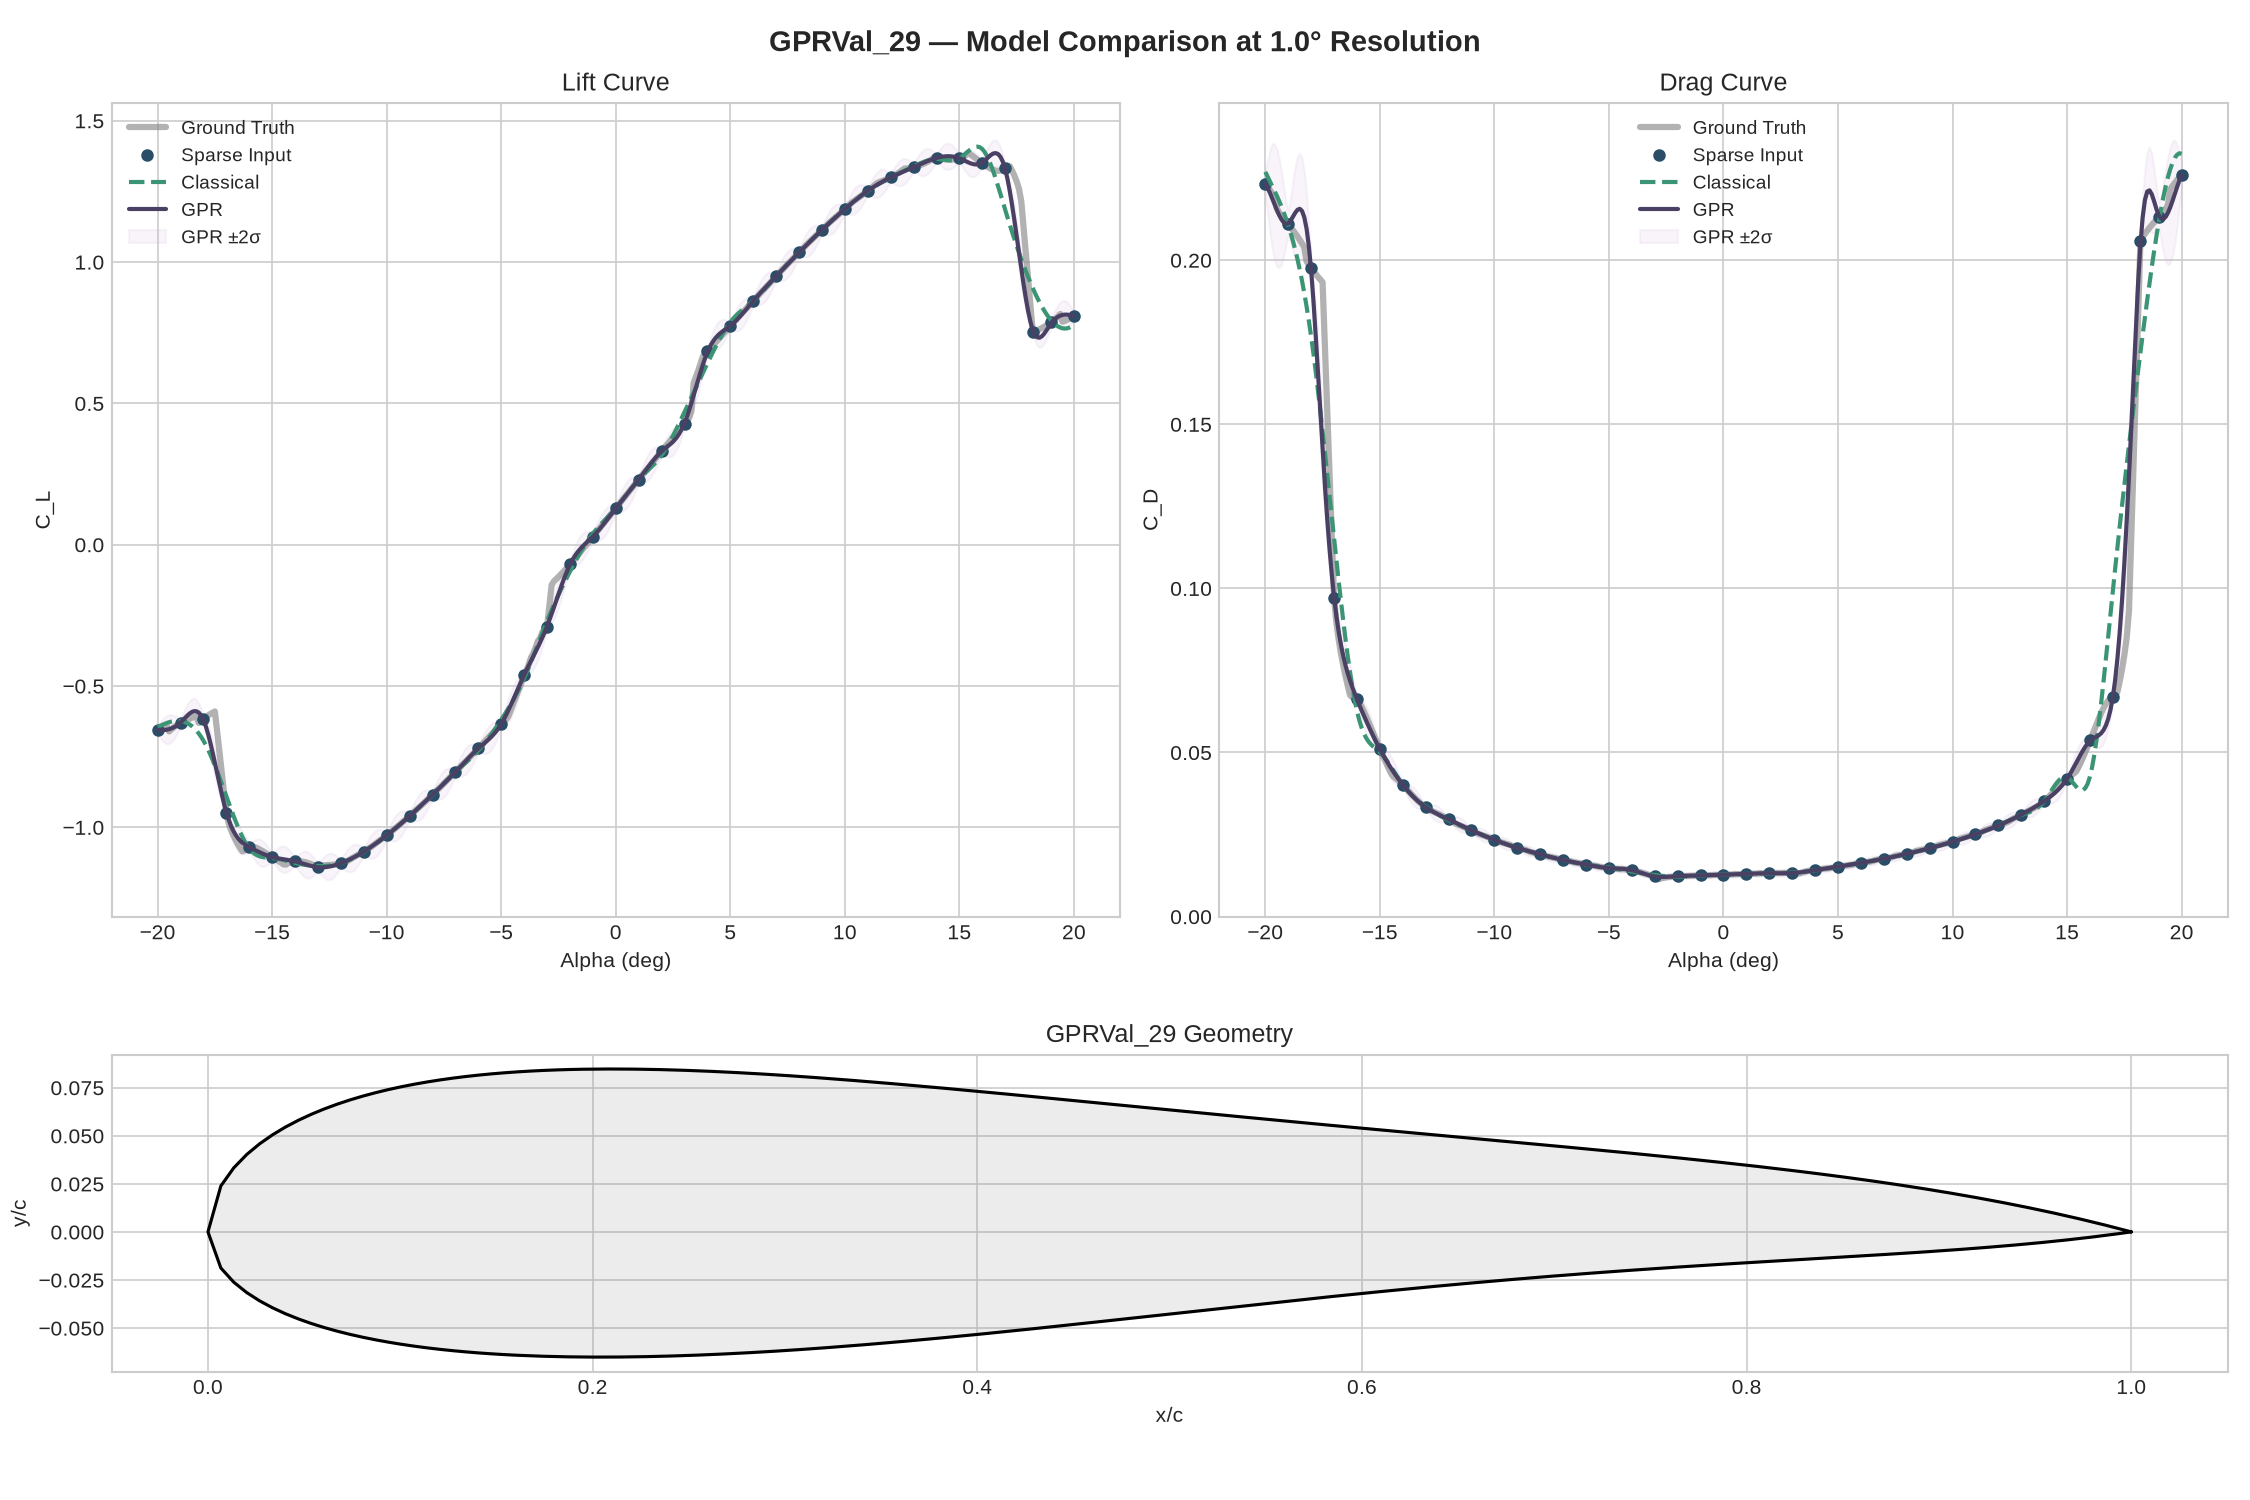 GPRVal_29 — Model Comparison at 1.0° Resolution
Lift Curve
Ground Truth
Sparse Input
Classical
GPR
GPR ±2σ
1.5
1.0
0.5
0.0
−0.5
−1.0
C_L
−20 −15 −10 −5 0 5 10 15 20
Alpha (deg)
Drag Curve
Ground Truth
Sparse Input
Classical
GPR
GPR ±2σ
0.20
0.15
0.10
0.05
0.00
C_D
−20 −15 −10 −5 0 5 10 15 20
Alpha (deg)
GPRVal_29 Geometry
0.075
0.050
0.025
0.000
−0.025
−0.050
y/c
0.0 0.2 0.4 0.6 0.8 1.0
x/c